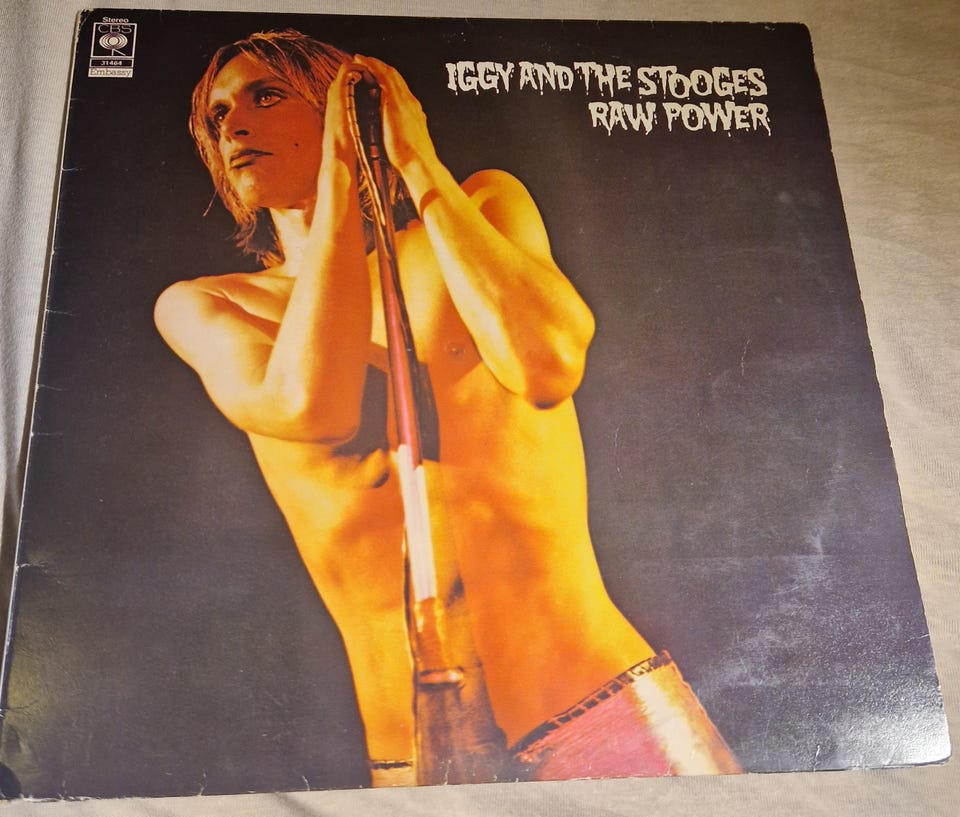 Stereo
CBS
31464
Embassy
IGGY AND THE STOOGES
RAW POWER